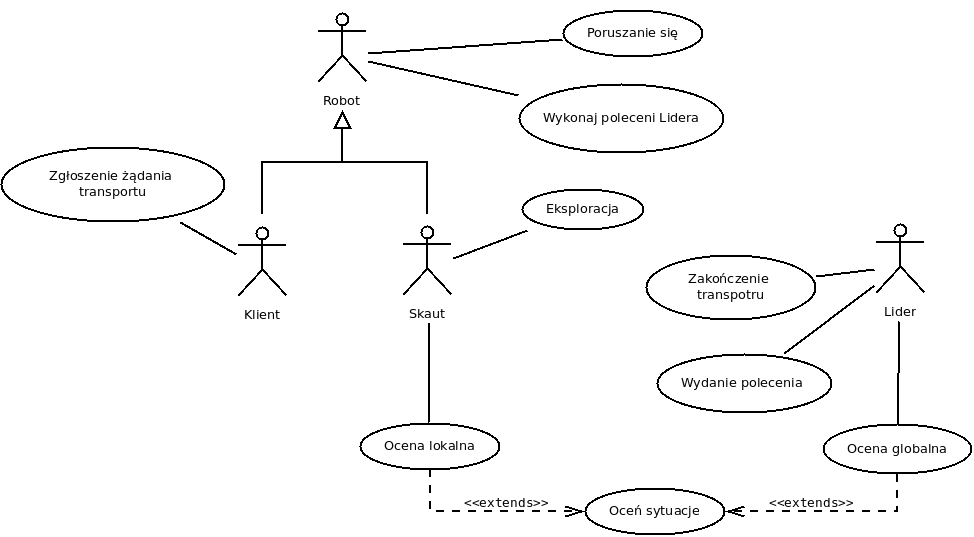 Poruszanie się
Robot
Wykonaj poleceni Lidera
Zgłoszenie żądania
transportu
Eksploracja
Klient
Skaut
Zakończenie
transpotru
Lider
Wydanie polecenia
Ocena lokalna
Ocena globalna
<<extends>>
<<extends>>
Oceń sytuacje